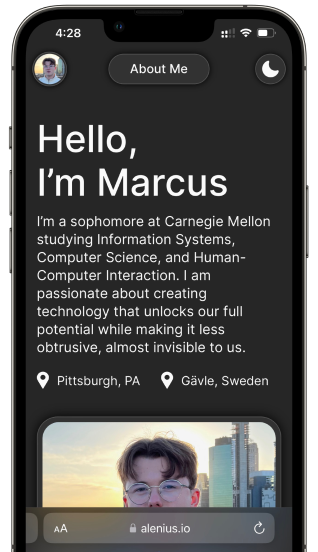 4:28
About Me
Hello,
I’m Marcus
I’m a sophomore at Carnegie Mellon
studying Information Systems,
Computer Science, and Human-
Computer Interaction. I am
passionate about creating
technology that unlocks our full
potential while making it less
obtrusive, almost invisible to us.
Pittsburgh, PA Gävle, Sweden
AA alenius.io